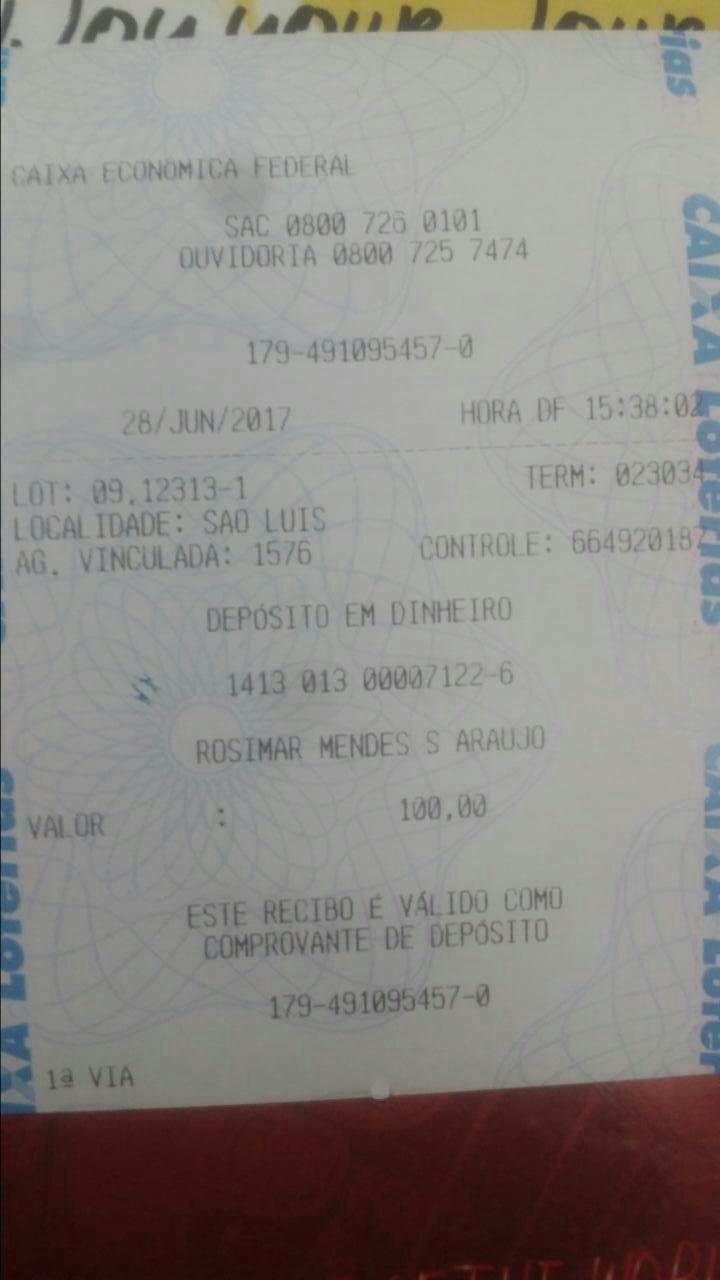 CAIXA ECONOMICA FEDERAL
SAC 0800 726 0101
OUVIDORIA 0800 725 7474
179-491095457-0
28/JUN/2017 HORA DF 15:38:02
LOT: 09.12313-1 TERM: 023034
LOCALIDADE: SAO LUIS
AG. VINCULADA: 1576 CONTROLE: 664920187
DEPÓSITO EM DINHEIRO
1413 013 00007122-6
ROSIMAR MENDES S ARAUJO
VALOR : 100,00
ESTE RECIBO É VÁLIDO COMO
COMPROVANTE DE DEPÓSITO
179-491095457-0
1ª VIA
CAIXA Loterias